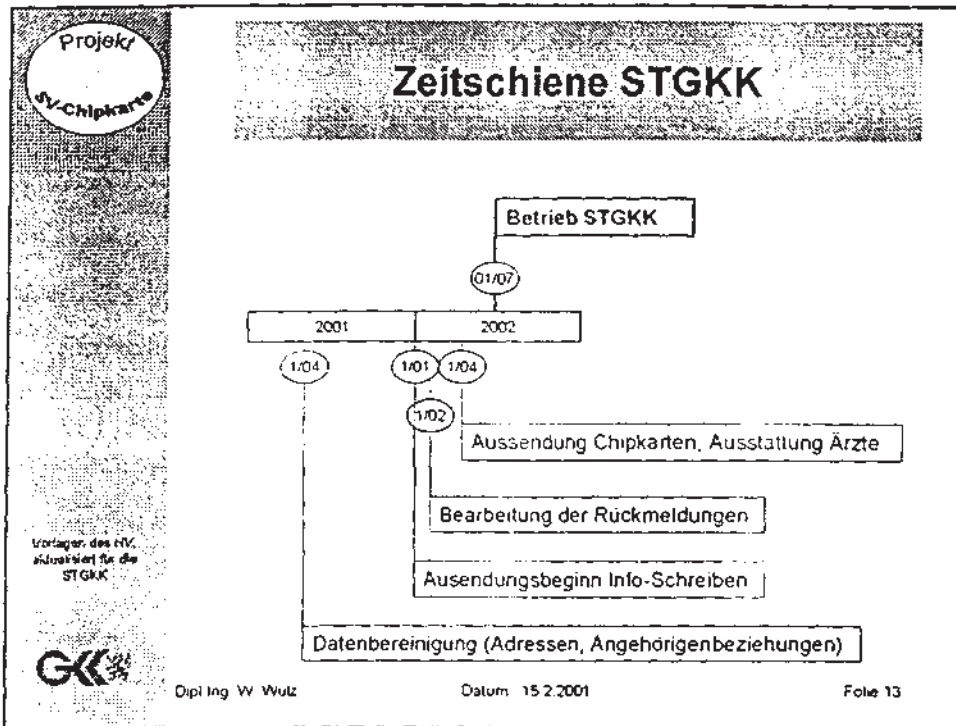 Projekt
SV-Chipkarte
Zeitschiene STGKK
Betrieb STGKK
01/07
2001
2002
1/04
1/01
1/04
1/02
Aussendung Chipkarten, Ausstattung Ärzte
Bearbeitung der Rückmeldungen
Ausendungsbeginn Info-Schreiben
Datenbereinigung (Adressen, Angehörigenbeziehungen)
Vorlagen des HV,
aktualisiert für die
STGKK
GKK
Dipl Ing W Wulz
Datum 15.2.2001
Folie 13